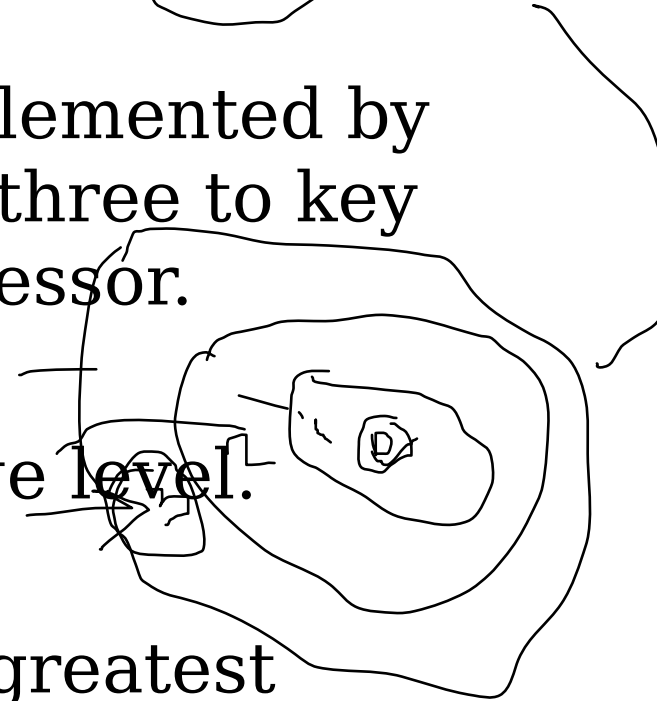 lemented by
three to key
essor.
e level.
greatest